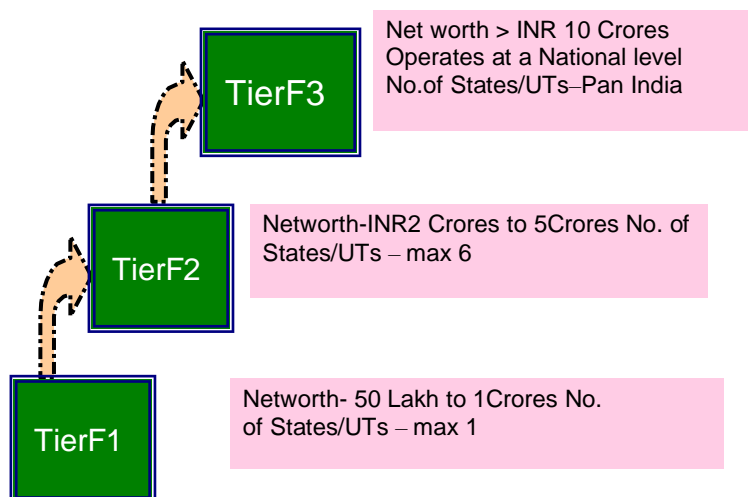 TierF3
Net worth > INR 10 Crores
Operates at a National level
No.of States/UTs–Pan India
TierF2
Networth-INR2 Crores to 5Crores No. of
States/UTs – max 6
TierF1
Networth- 50 Lakh to 1Crores No.
of States/UTs – max 1